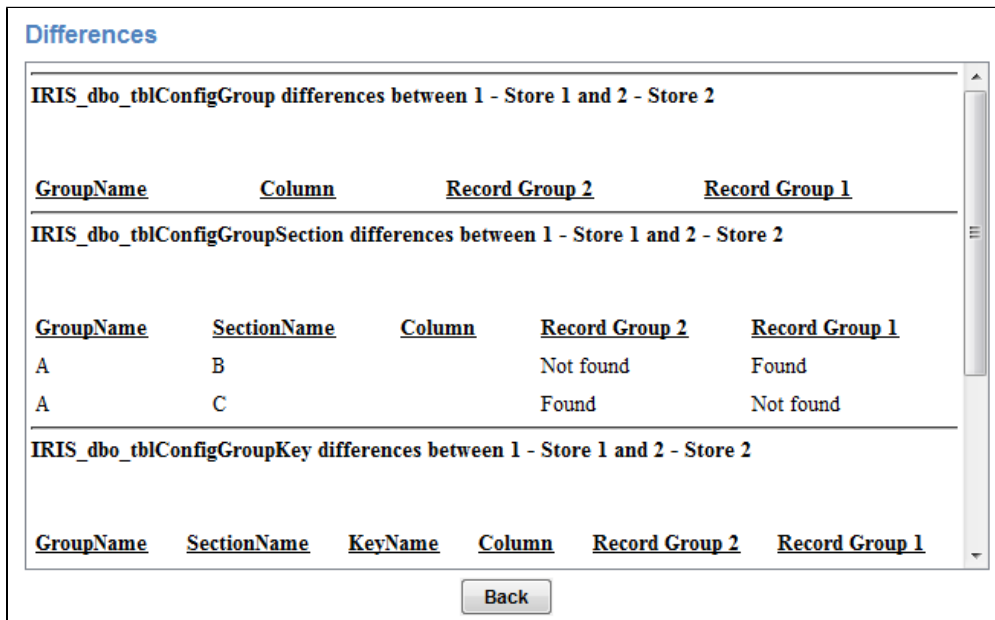 Differences
IRIS_dbo_tblConfigGroup differences between 1 - Store 1 and 2 - Store 2
GroupName Column Record Group 2 Record Group 1
IRIS_dbo_tblConfigGroupSection differences between 1 - Store 1 and 2 - Store 2
GroupName SectionName Column Record Group 2 Record Group 1
A B Not found Found
A C Found Not found
IRIS_dbo_tblConfigGroupKey differences between 1 - Store 1 and 2 - Store 2
GroupName SectionName KeyName Column Record Group 2 Record Group 1
Back